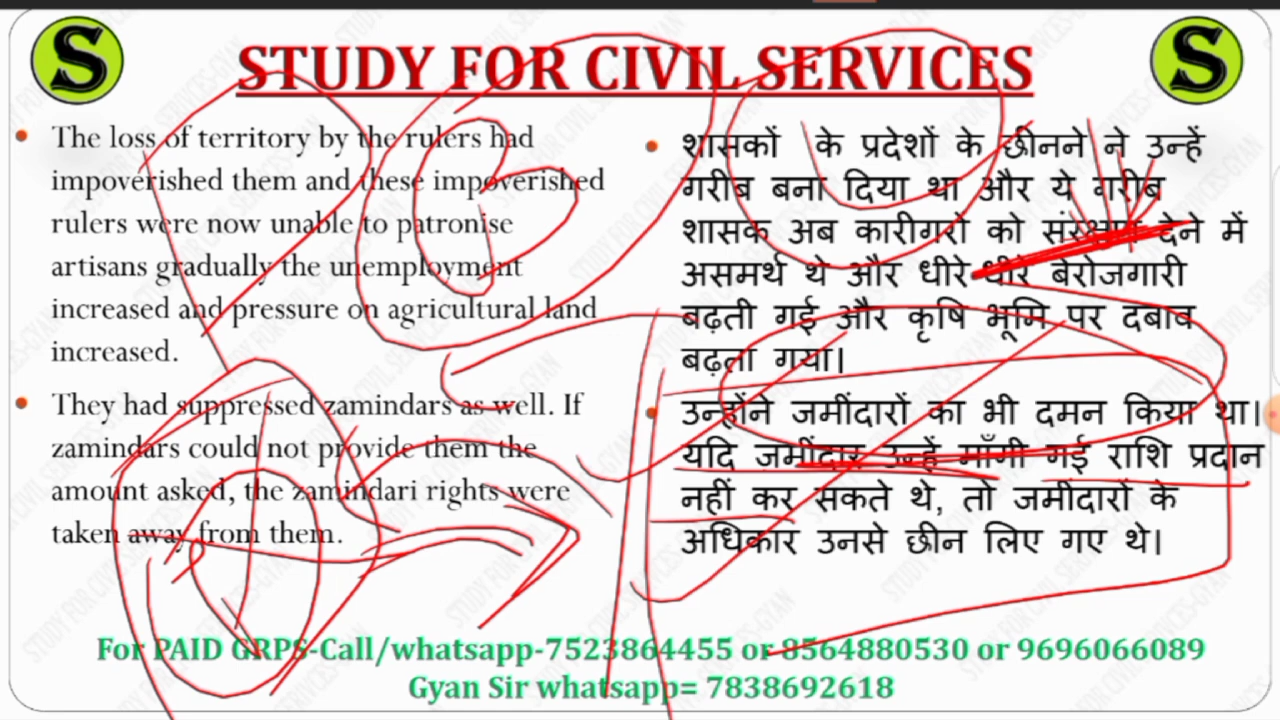 S
STUDY FOR CIVIL SERVICES
S
• The loss of territory by the rulers had
impoverished them and these impoverished
rulers were now unable to patronise
artisans gradually the unemployment
increased and pressure on agricultural land
increased.
• They had suppressed zamindars as well. If
zamindars could not provide them the
amount asked, the zamindari rights were
taken away from them.
• शासकों के प्रदेशों के छीनने ने उन्हें
गरीब बना दिया था और ये गरीब
शासक अब कारीगरो को संरक्षण देने में
असमर्थ थे और धीरे धीरे बेरोजगारी
बढ़ती गई और कृषि भूमि पर दबाव
बढ़ता गया।
• उन्होंने जमींदारों का भी दमन किया था।
यदि जमींदार उन्हें माँगी गई राशि प्रदान
नहीं कर सकते थे, तो जमींदारों के
अधिकार उनसे छीन लिए गए थे।
For PAID GRPS-Call/whatsapp-7523864455 or 8564880530 or 9696066089
Gyan Sir whatsapp= 7838692618